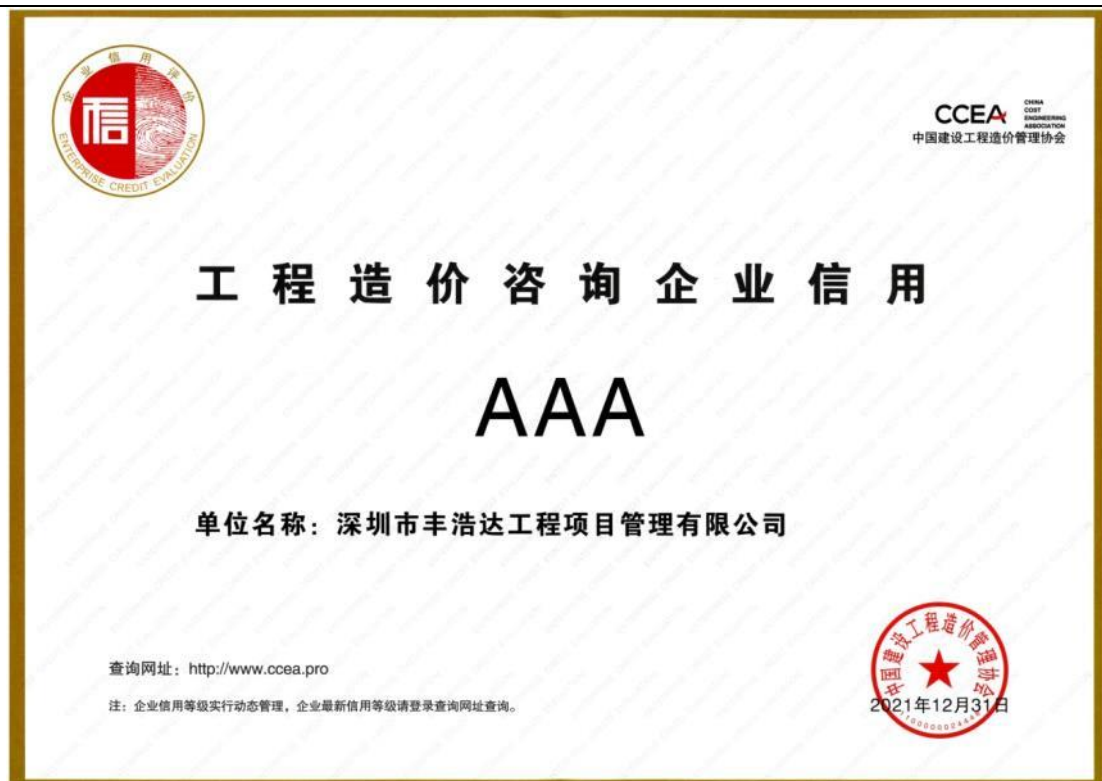 企业信用评价
信
ENTERPRISE CREDIT EVALUATION
CCEA
CHINA
COST
ENGINEERING
ASSOCIATION
中国建设工程造价管理协会
工程造价咨询企业信用
AAA
单位名称：深圳市丰浩达工程项目管理有限公司
查询网址：http://www.ccea.pro
注：企业信用等级实行动态管理，企业最新信用等级请登录查询网址查询。
中国建设工程造价管理协会
2021年12月31日